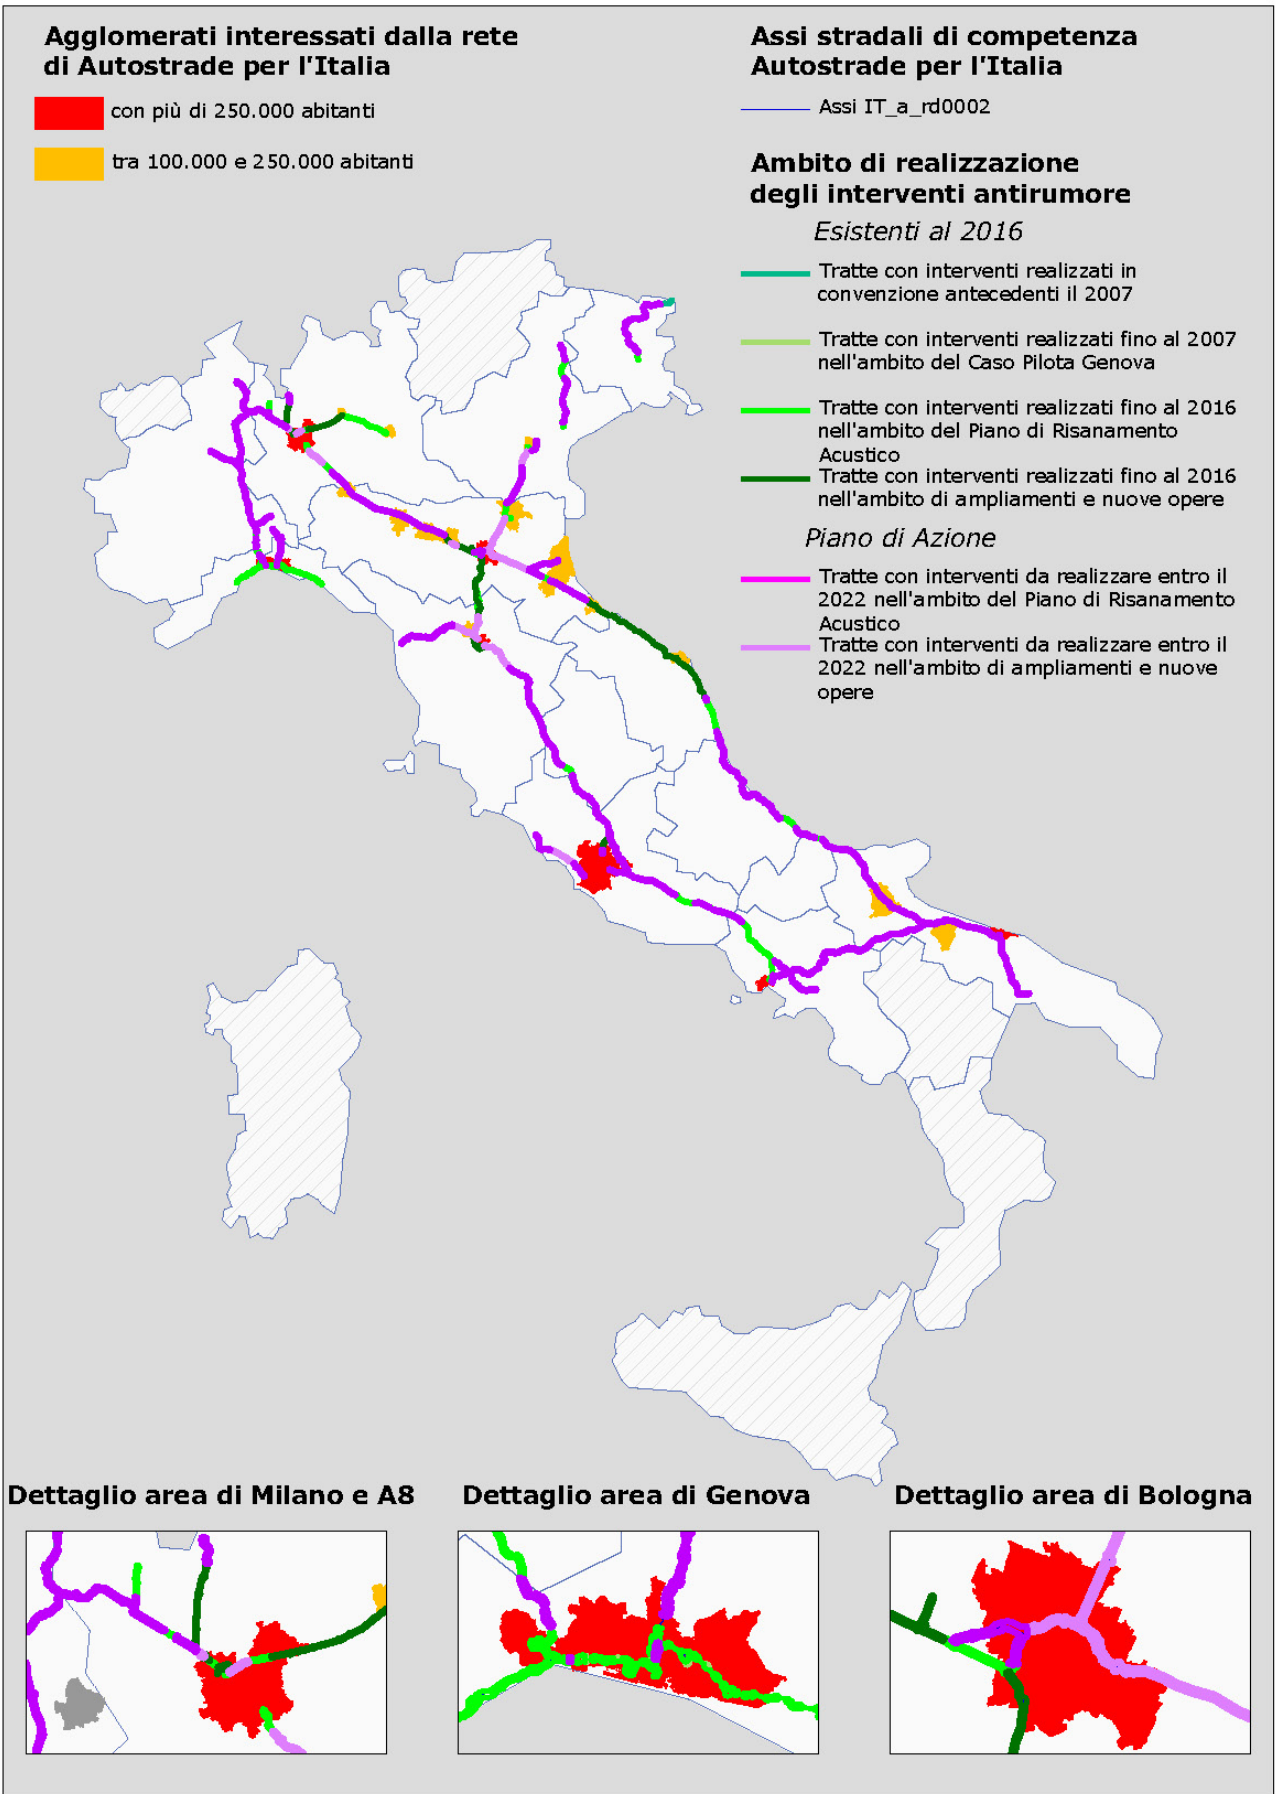 Agglomerati interessati dalla rete
di Autostrade per l'Italia
con più di 250.000 abitanti
tra 100.000 e 250.000 abitanti
Assi stradali di competenza
Autostrade per l'Italia
Assi IT_a_rd0002
Ambito di realizzazione
degli interventi antirumore
Esistenti al 2016
Tratte con interventi realizzati in
convenzione antecedenti il 2007
Tratte con interventi realizzati fino al 2007
nell'ambito del Caso Pilota Genova
Tratte con interventi realizzati fino al 2016
nell'ambito del Piano di Risanamento
Acustico
Tratte con interventi realizzati fino al 2016
nell'ambito di ampliamenti e nuove opere
Piano di Azione
Tratte con interventi da realizzare entro il
2022 nell'ambito del Piano di Risanamento
Acustico
Tratte con interventi da realizzare entro il
2022 nell'ambito di ampliamenti e nuove
opere
Dettaglio area di Milano e A8
Dettaglio area di Genova
Dettaglio area di Bologna